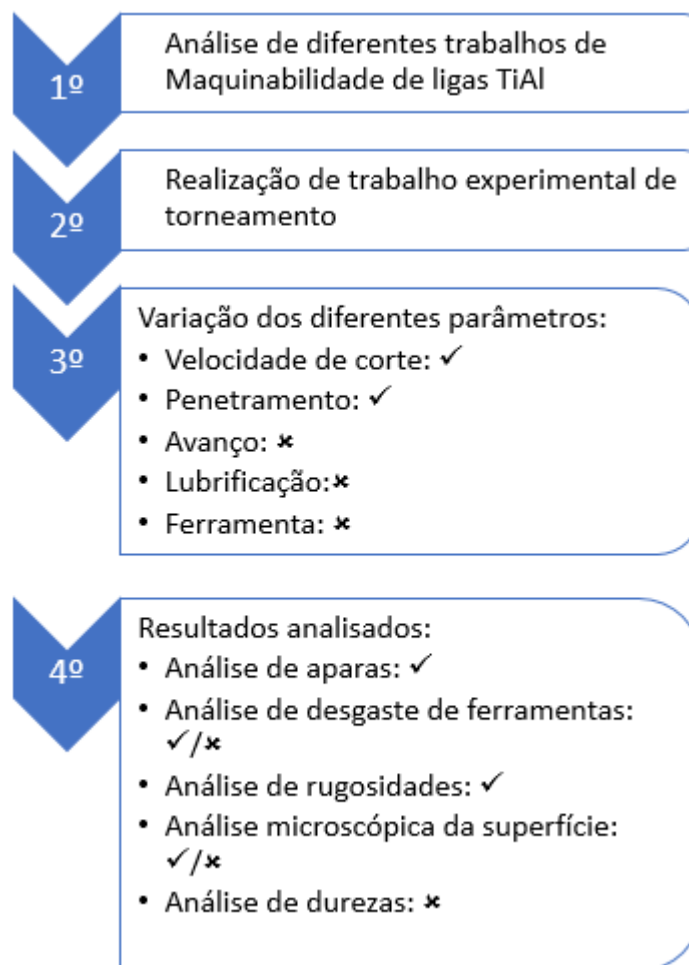 1º
Análise de diferentes trabalhos de
Maquinabilidade de ligas TiAl
2º
Realização de trabalho experimental de
torneamento
3º
Variação dos diferentes parâmetros:
• Velocidade de corte: ✓
• Penetramento: ✓
• Avanço: ×
• Lubrificação:×
• Ferramenta: ×
4º
Resultados analisados:
• Análise de aparas: ✓
• Análise de desgaste de ferramentas:
✓/×
• Análise de rugosidades: ✓
• Análise microscópica da superfície:
✓/×
• Análise de durezas: ×